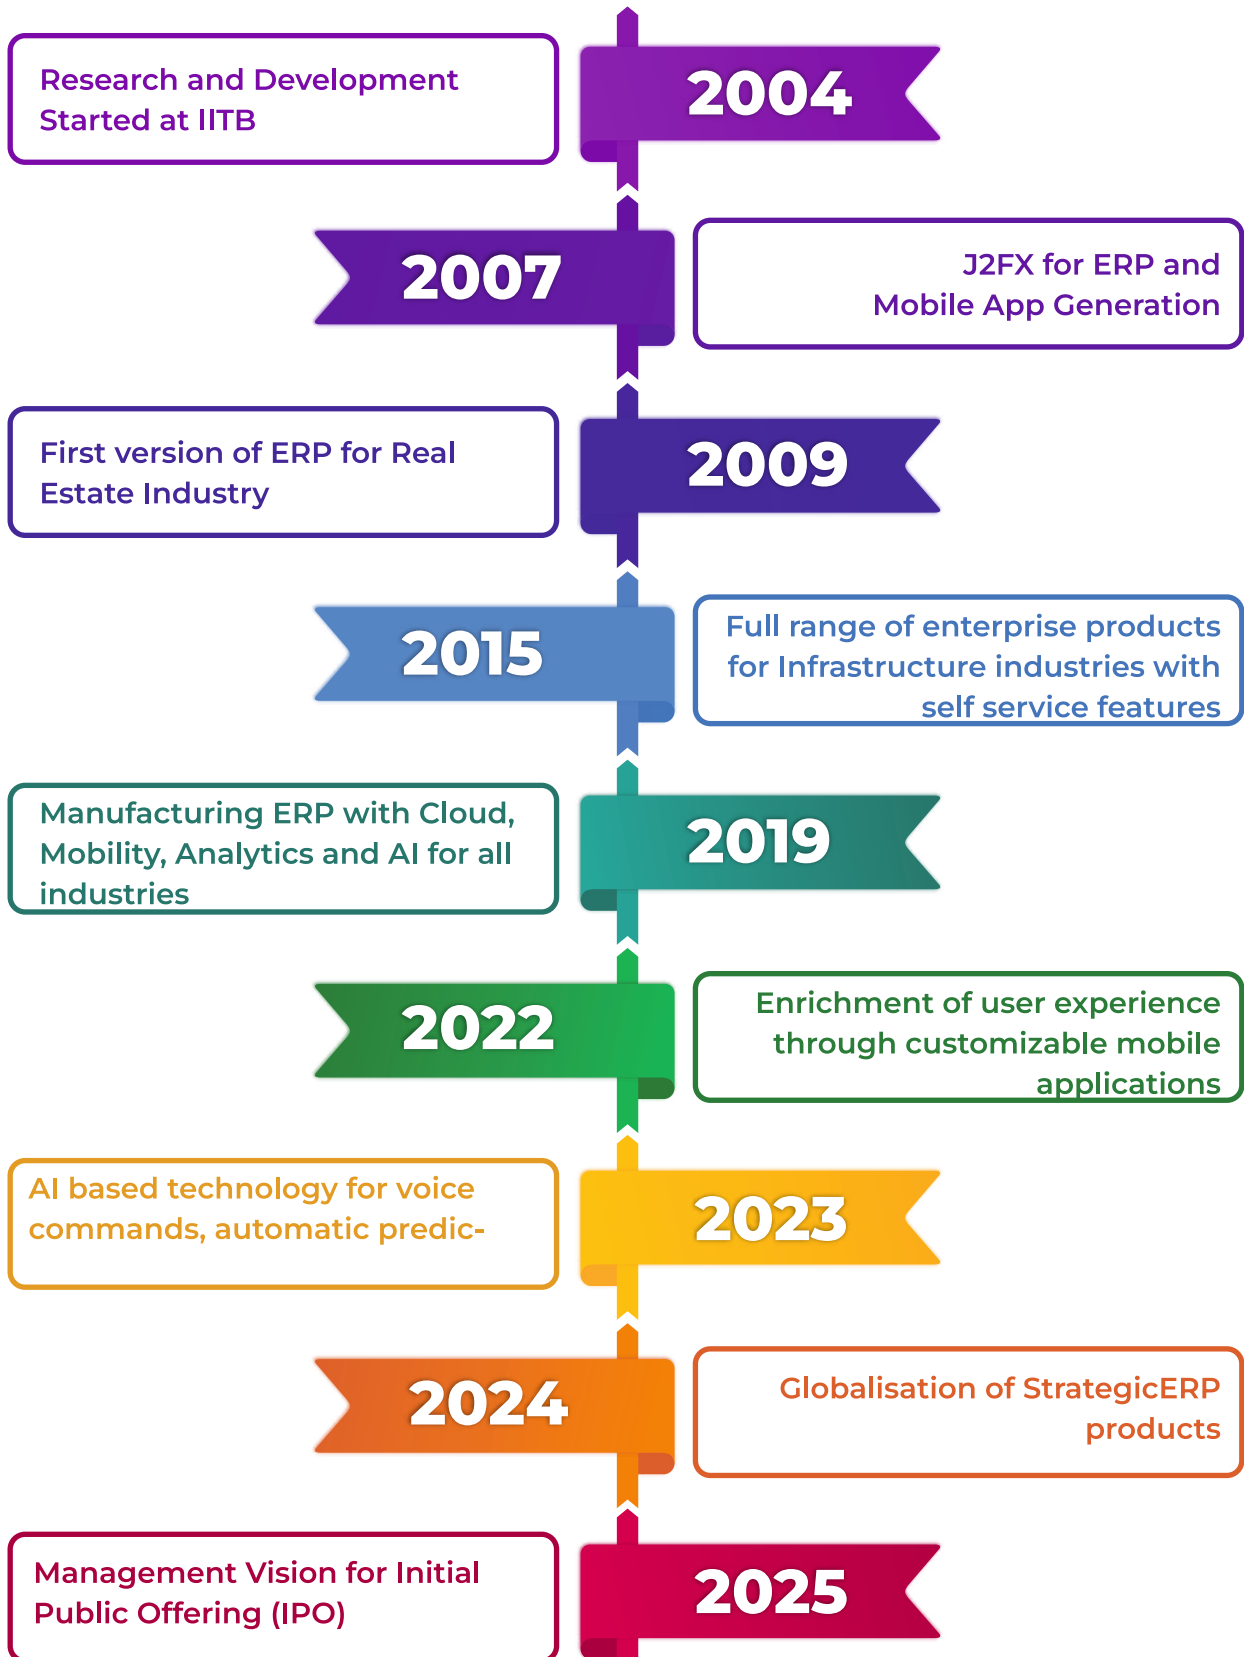 Research and Development
Started at IITB
2004
2007
J2FX for ERP and
Mobile App Generation
First version of ERP for Real
Estate Industry
2009
2015
Full range of enterprise products
for Infrastructure industries with
self service features
Manufacturing ERP with Cloud,
Mobility, Analytics and AI for all
industries
2019
2022
Enrichment of user experience
through customizable mobile
applications
AI based technology for voice
commands, automatic predic-
2023
2024
Globalisation of StrategicERP
products
Management Vision for Initial
Public Offering (IPO)
2025